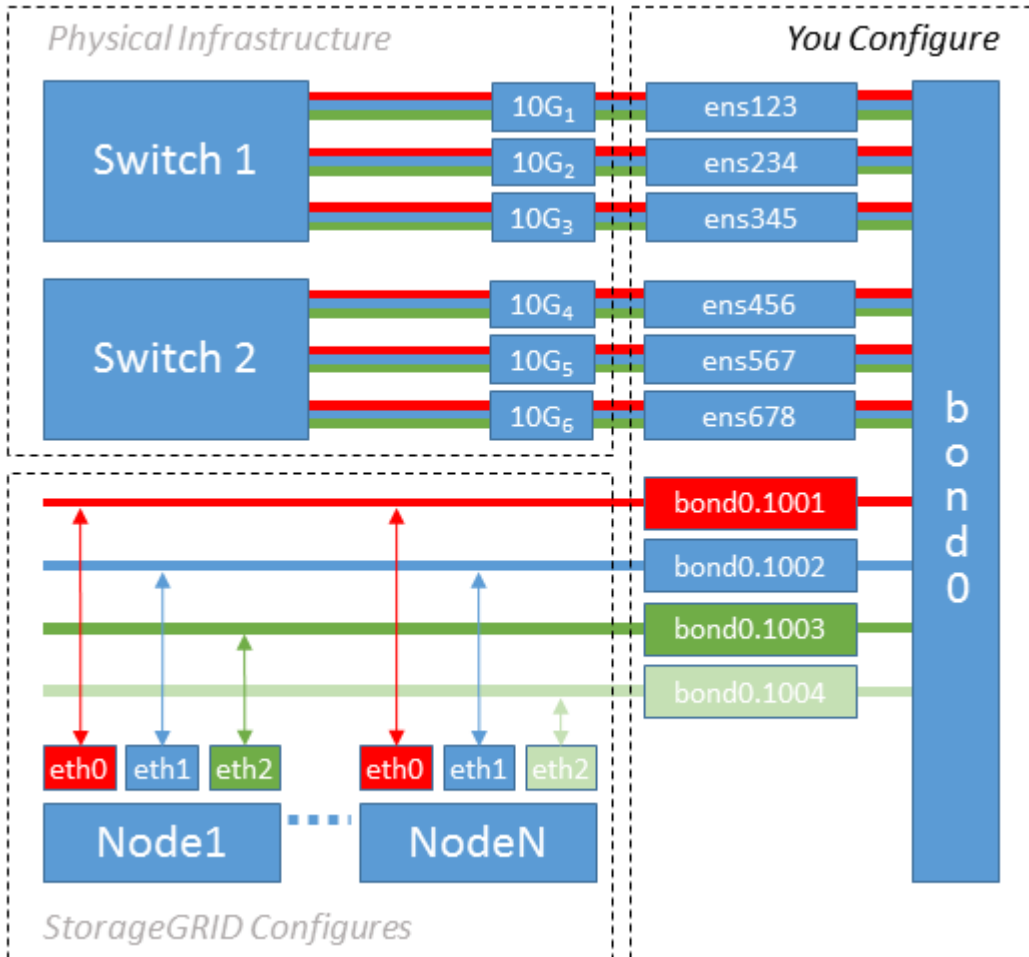 Physical Infrastructure
You Configure
Switch 1
10G₁
ens123
10G₂
ens234
10G₃
ens345
Switch 2
10G₄
ens456
10G₅
ens567
10G₆
ens678
b
o
n
d
0
bond0.1001
bond0.1002
bond0.1003
bond0.1004
eth0 eth1 eth2
eth0 eth1 eth2
Node1
NodeN
StorageGRID Configures